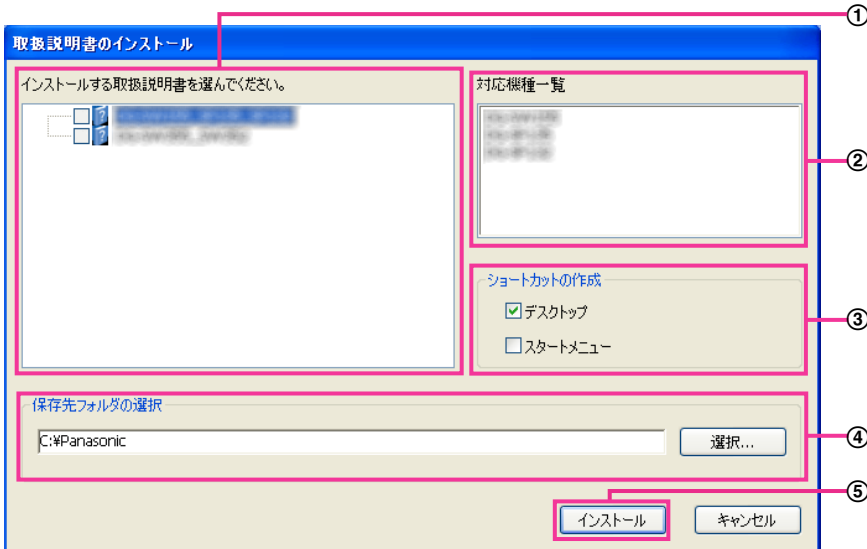 ①
取扱説明書のインストール
インストールする取扱説明書を選んでください。
対応機種一覧
②
ショートカットの作成
デスクトップ
③
スタートメニュー
保存先フォルダの選択
C:¥Panasonic
選択...
④
⑤
インストール
キャンセル